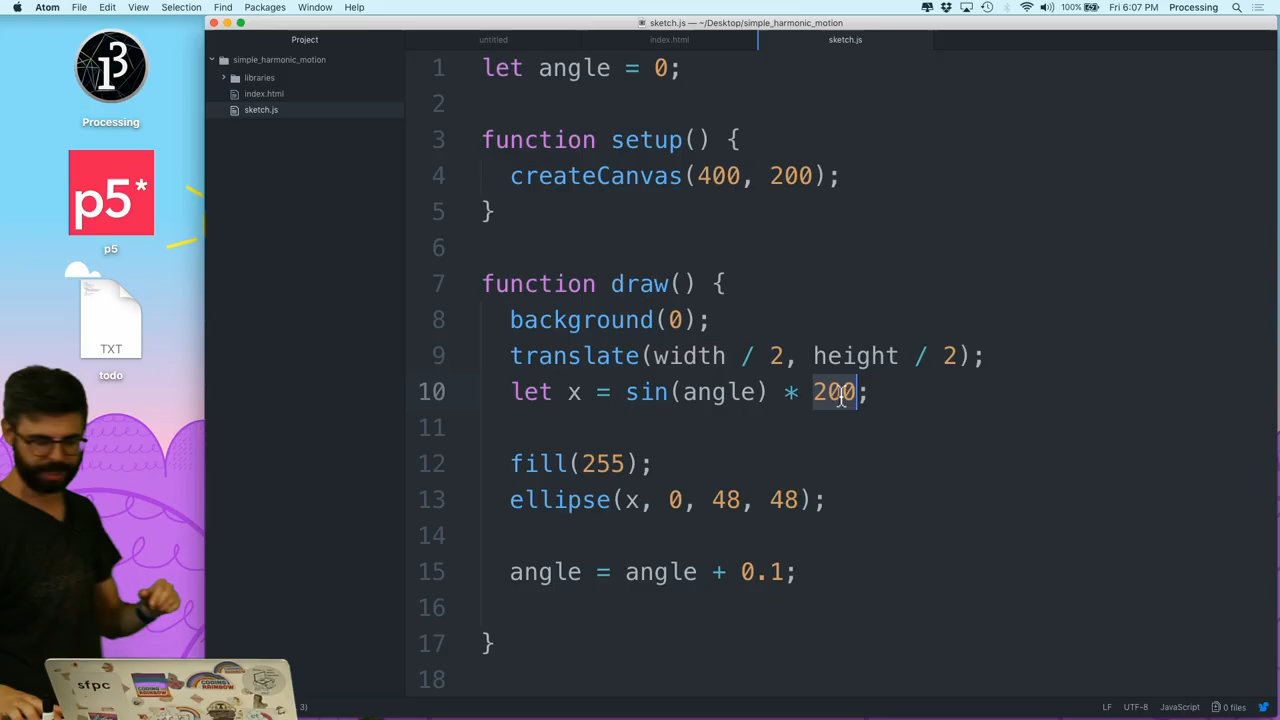 Atom File Edit View Selection Find Packages Window Help
100% Fri 6:07 PM Processing
sketch.js — ~/Desktop/simple_harmonic_motion
Project
untitled
index.html
sketch.js
simple_harmonic_motion
libraries
index.html
sketch.js
Processing
p5*
p5
TXT
todo
1 let angle = 0;
2
3 function setup() {
4 createCanvas(400, 200);
5 }
6
7 function draw() {
8 background(0);
9 translate(width / 2, height / 2);
10 let x = sin(angle) * 200;
11
12 fill(255);
13 ellipse(x, 0, 48, 48);
14
15 angle = angle + 0.1;
16
17 }
18
sfpc
CODING
RAINBOW
3)
LF UTF-8 JavaScript 0 files